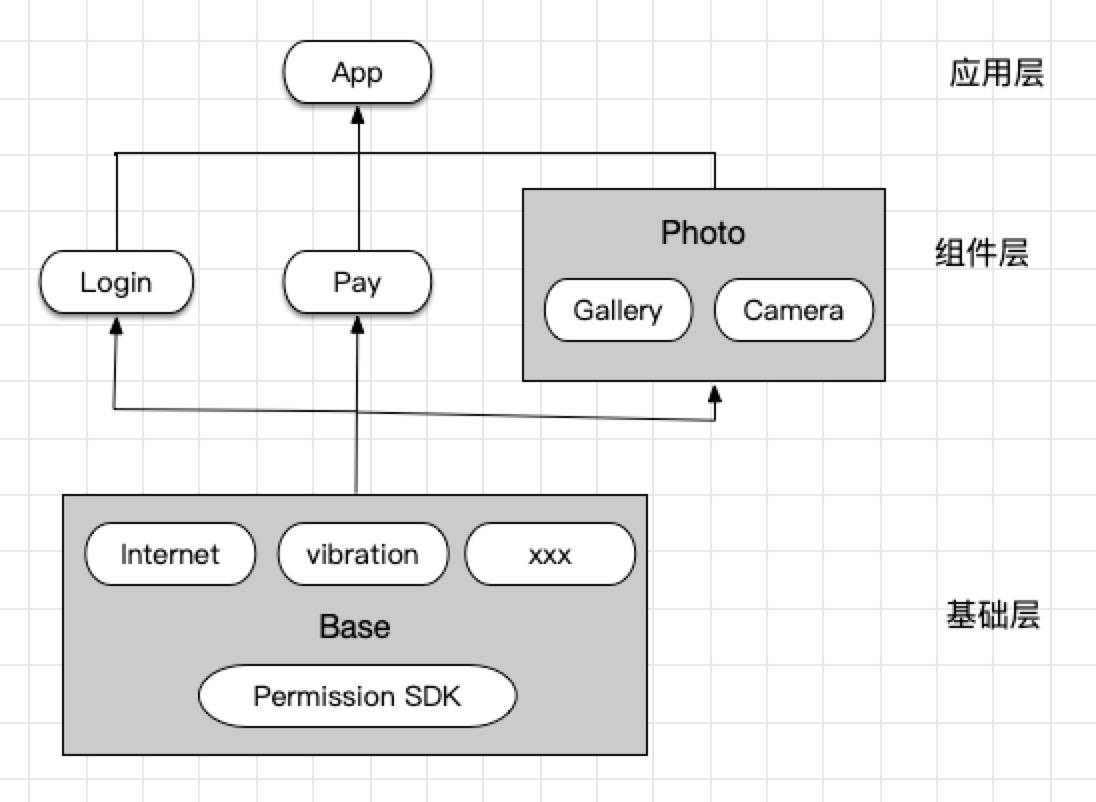 App
应用层
Photo
组件层
Login
Pay
Gallery
Camera
Internet
vibration
xxx
Base
基础层
Permission SDK